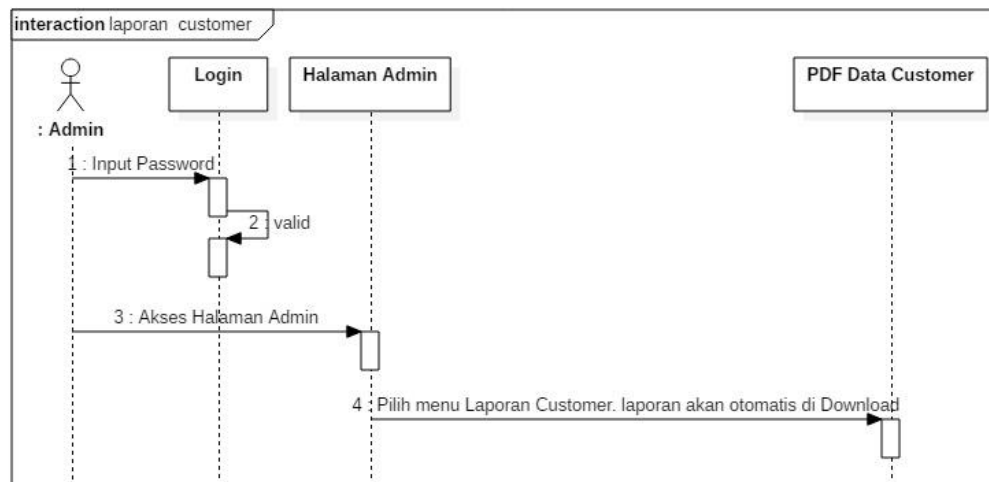 interaction laporan customer
Login
Halaman Admin
PDF Data Customer
: Admin
1 : Input Password
2 : valid
3 : Akses Halaman Admin
4 : Pilih menu Laporan Customer. laporan akan otomatis di Download